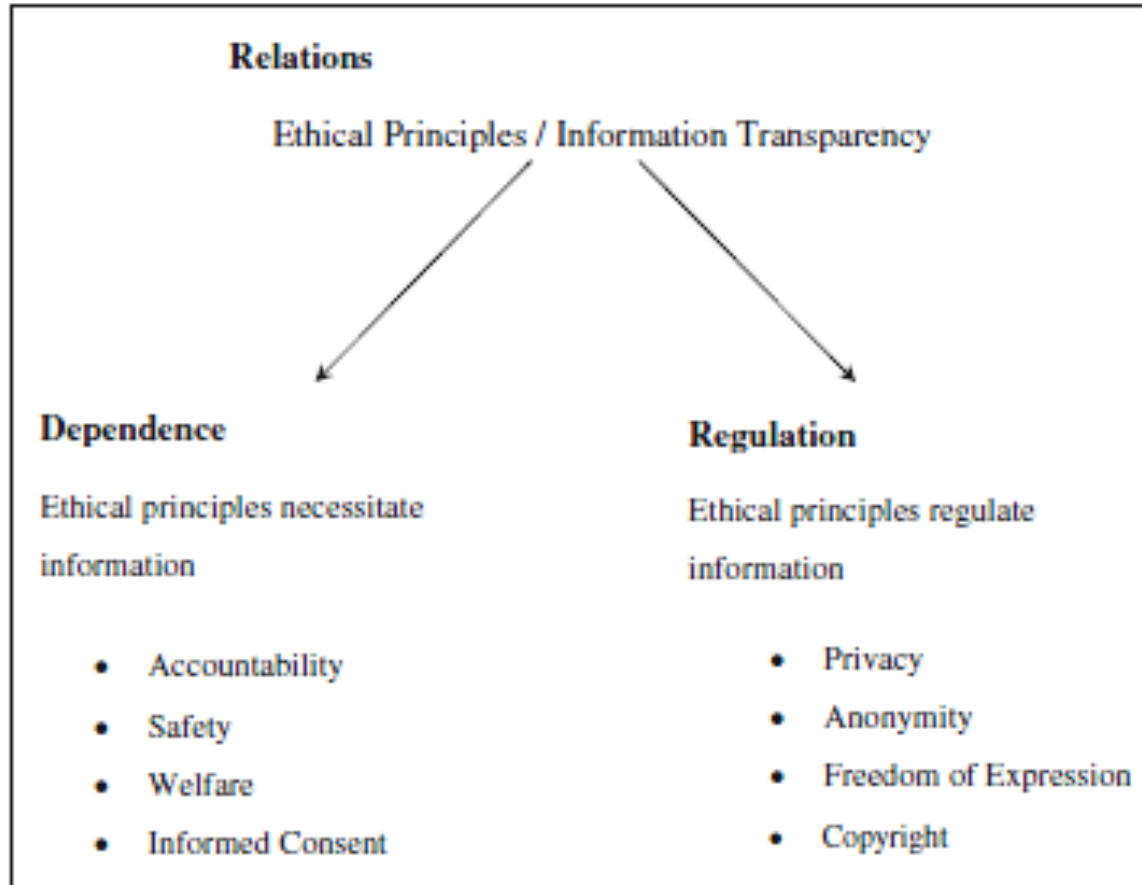 Relations
Ethical Principles / Information Transparency
Dependence
Ethical principles necessitate
information
• Accountability
• Safety
• Welfare
• Informed Consent
Regulation
Ethical principles regulate
information
• Privacy
• Anonymity
• Freedom of Expression
• Copyright